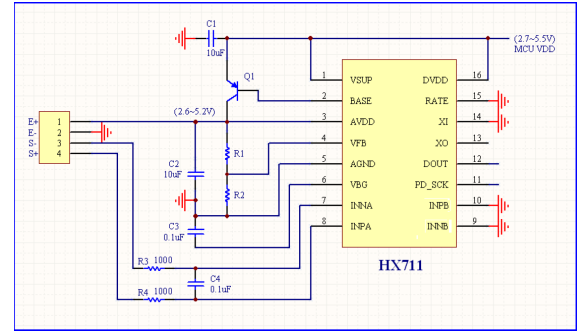 C1
10uF
(2.7~5.5V)
MCU VDD
Q1
1 VSUP DVDD 16
2 BASE RATE 15
3 AVDD XI 14
4 VFB XO 13
5 AGND DOUT 12
6 VBG PD_SCK 11
7 INNA INPB 10
8 INPA INNB 9
HX711
(2.6~5.2V)
E+ 1
E- 2
S- 3
S+ 4
R1
C2
10uF
R2
C3
0.1uF
R3 1000
C4
0.1uF
R4 1000